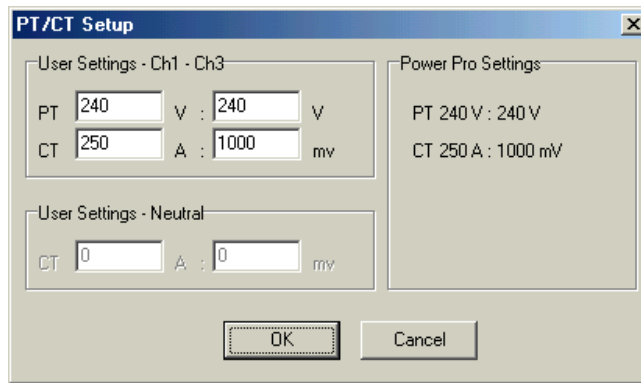 PT/CT Setup
User Settings - Ch1 - Ch3
PT 240 V : 240 V
CT 250 A : 1000 mv
User Settings - Neutral
CT 0 A : 0 mv
Power Pro Settings
PT 240 V : 240 V
CT 250 A : 1000 mV
OK Cancel